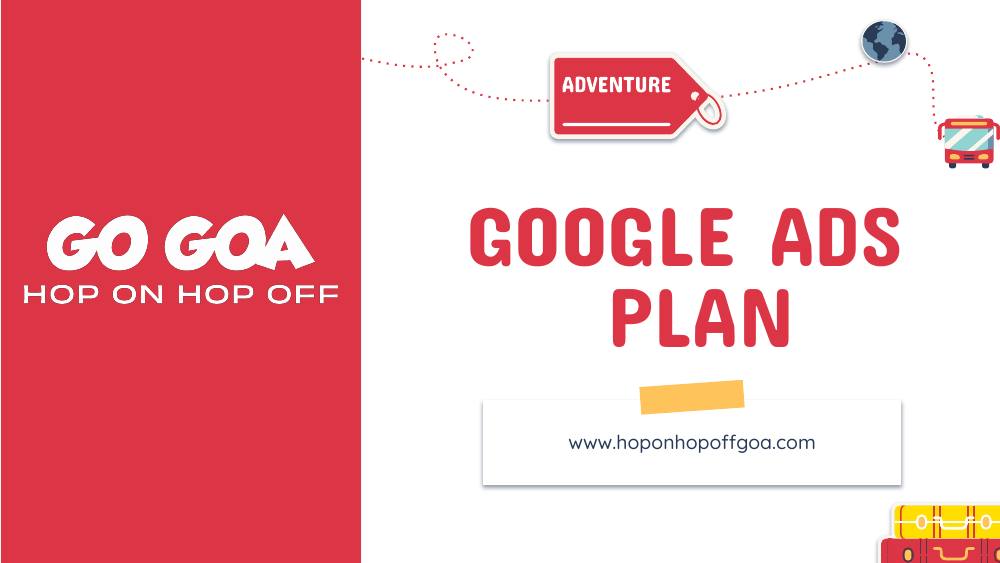 ADVENTURE
GO GOA
HOP ON HOP OFF
GOOGLE ADS
PLAN
www.hoponhopoffgoa.com